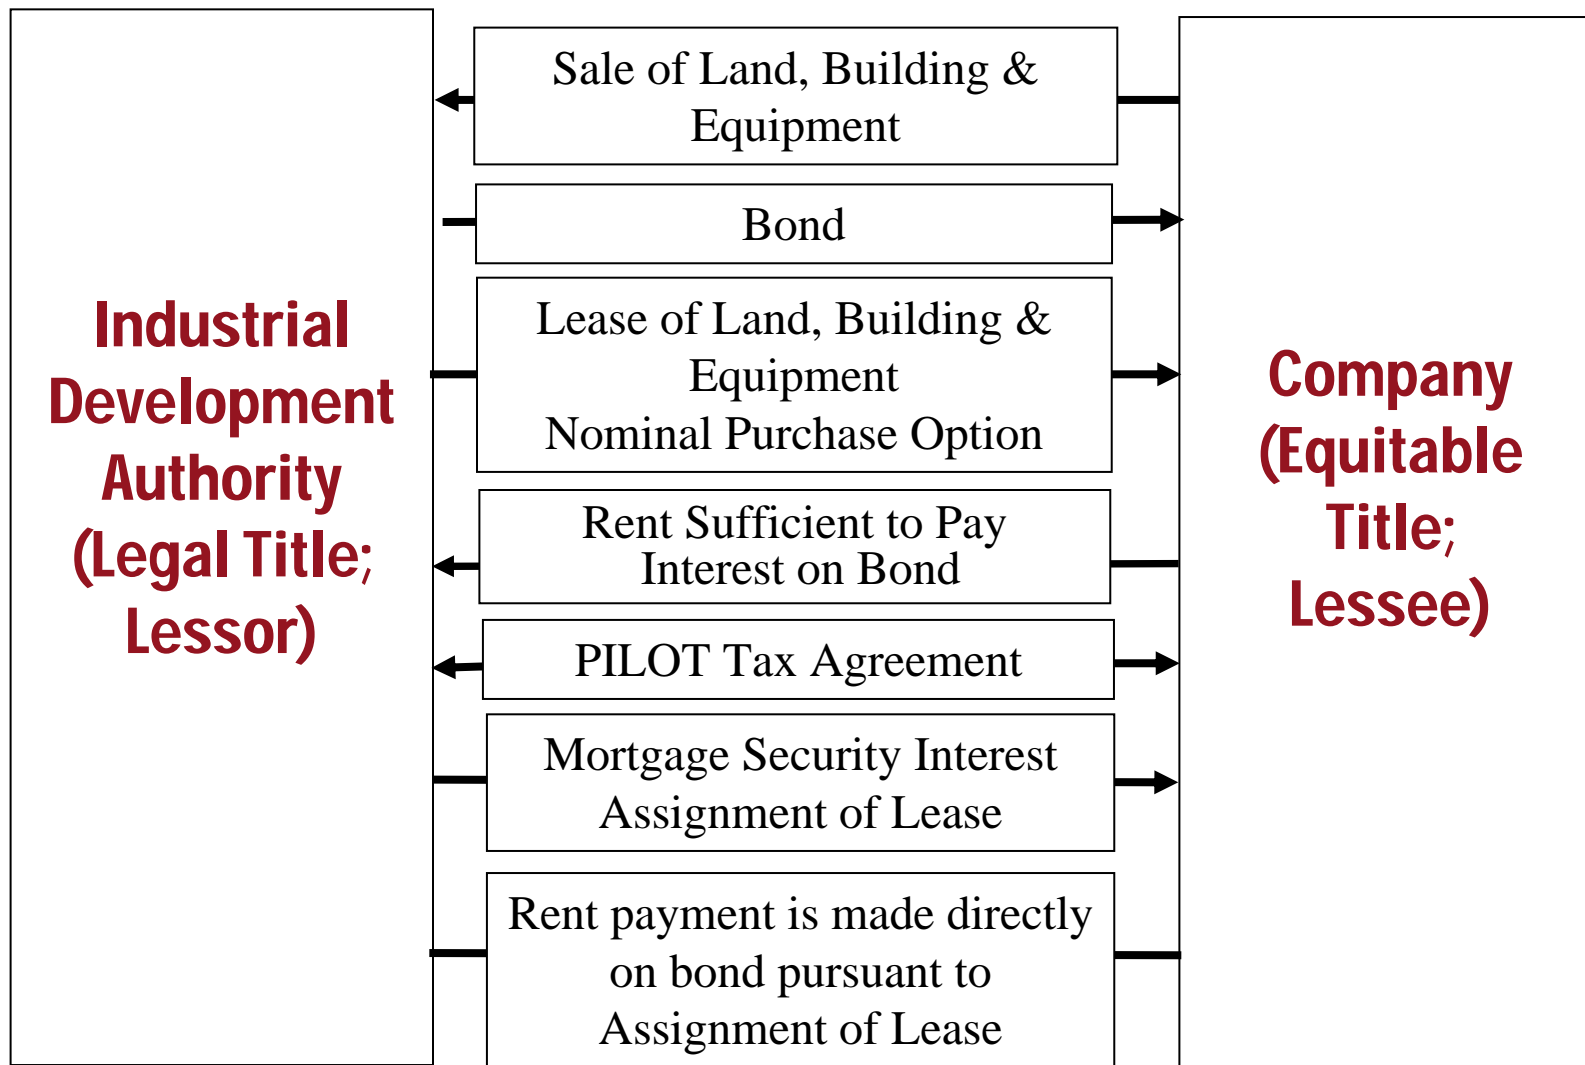 Industrial
Development
Authority
(Legal Title;
Lessor)
Sale of Land, Building &
Equipment
Bond
Lease of Land, Building &
Equipment
Nominal Purchase Option
Rent Sufficient to Pay
Interest on Bond
PILOT Tax Agreement
Mortgage Security Interest
Assignment of Lease
Rent payment is made directly
on bond pursuant to
Assignment of Lease
Company
(Equitable
Title;
Lessee)